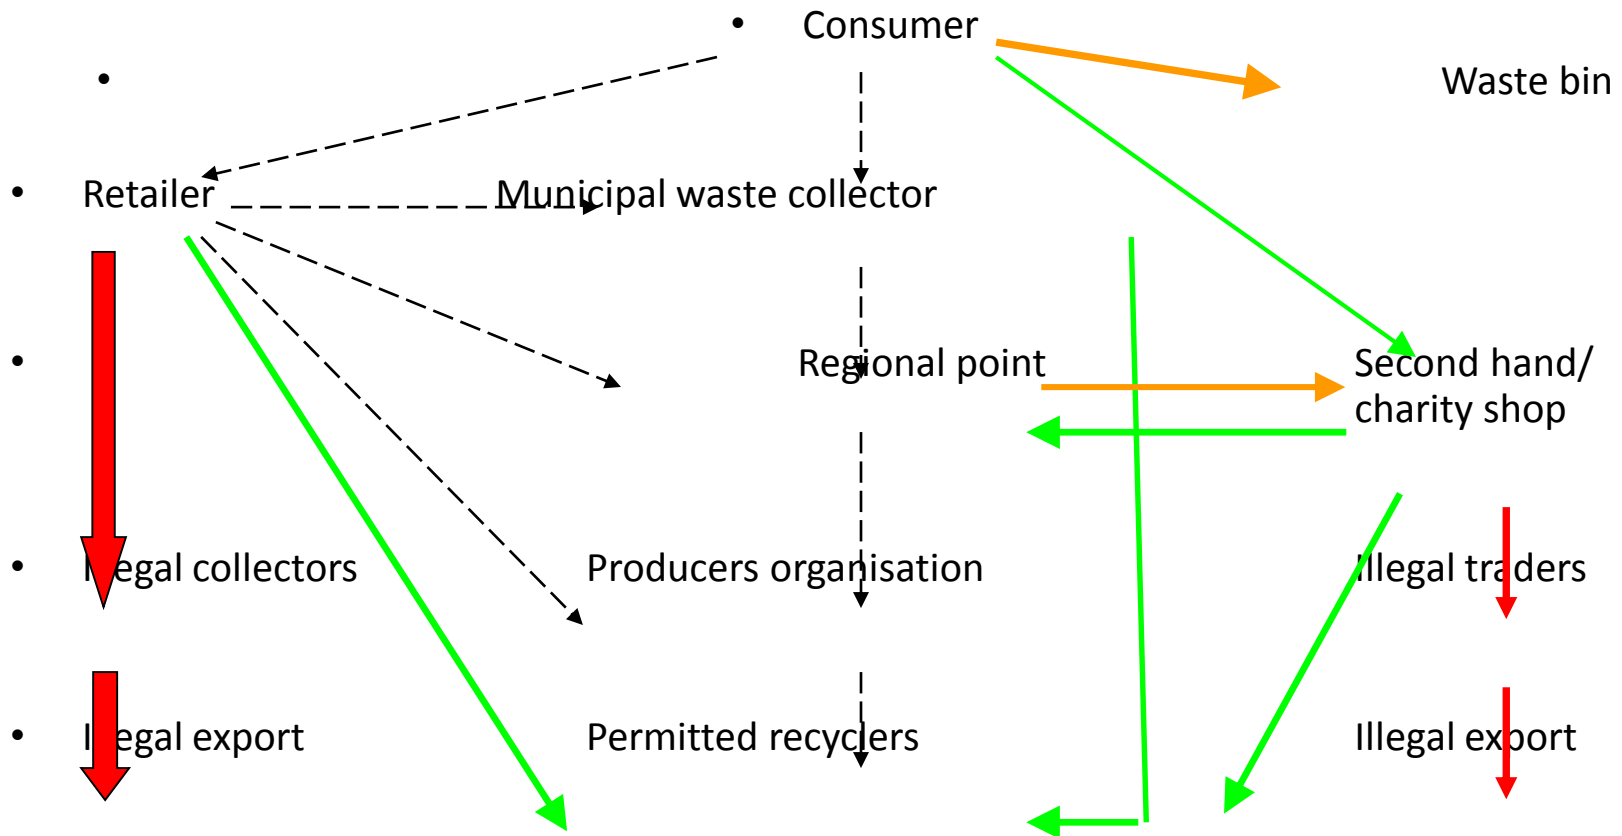 • Consumer
• Waste bin
• Retailer Municipal waste collector
• Regional point Second hand/
charity shop
• Illegal collectors Producers organisation Illegal traders
• Illegal export Permitted recyclers Illegal export